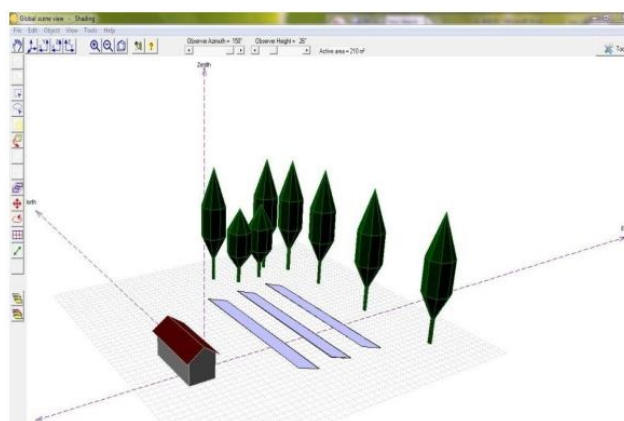 Global scene view - Shading
File Edit Object View Tools Help
Observer Azimuth = 150° Observer Height = 26° Active area = 210 m²
Zenith